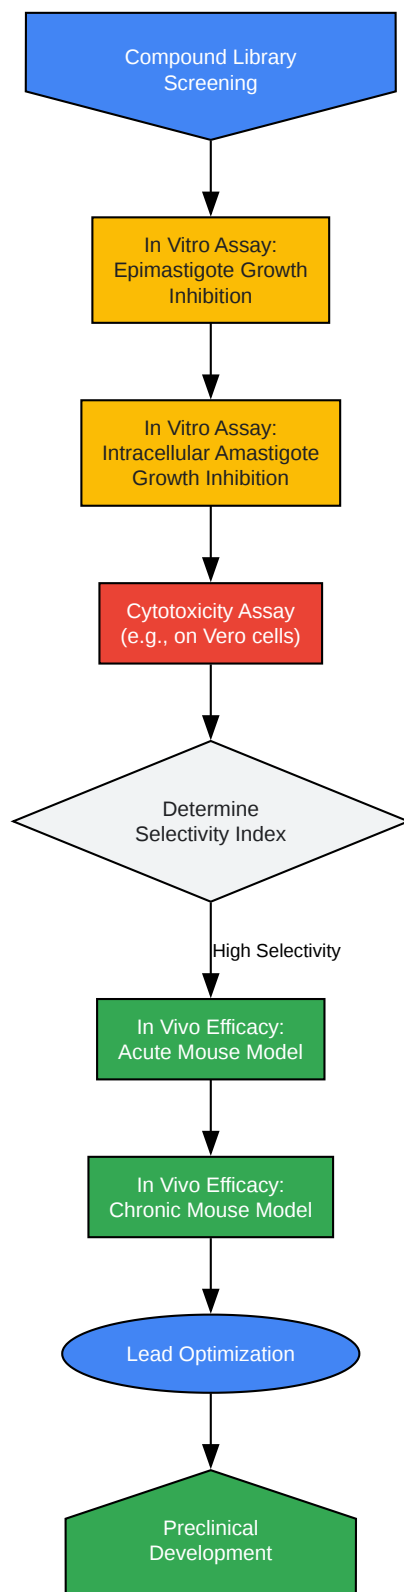 Compound Library
Screening
In Vitro Assay:
Epimastigote Growth
Inhibition
In Vitro Assay:
Intracellular Amastigote
Growth Inhibition
Cytotoxicity Assay
(e.g., on Vero cells)
Determine
Selectivity Index
High Selectivity
In Vivo Efficacy:
Acute Mouse Model
In Vivo Efficacy:
Chronic Mouse Model
Lead Optimization
Preclinical
Development